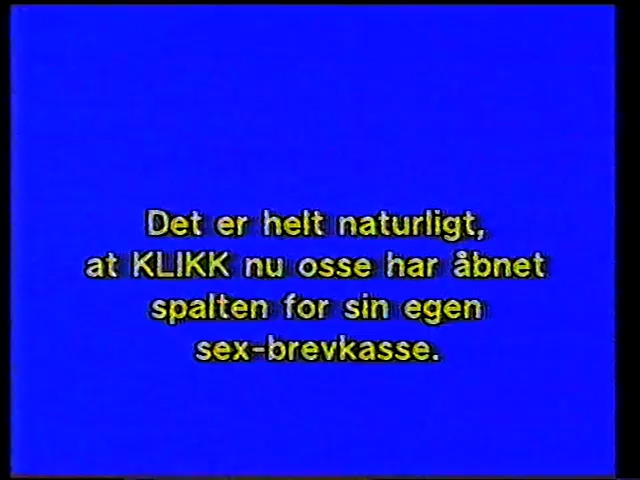 Det er helt naturligt,
at KLIKK nu osse har åbnet
spalten for sin egen
sex-brevkasse.